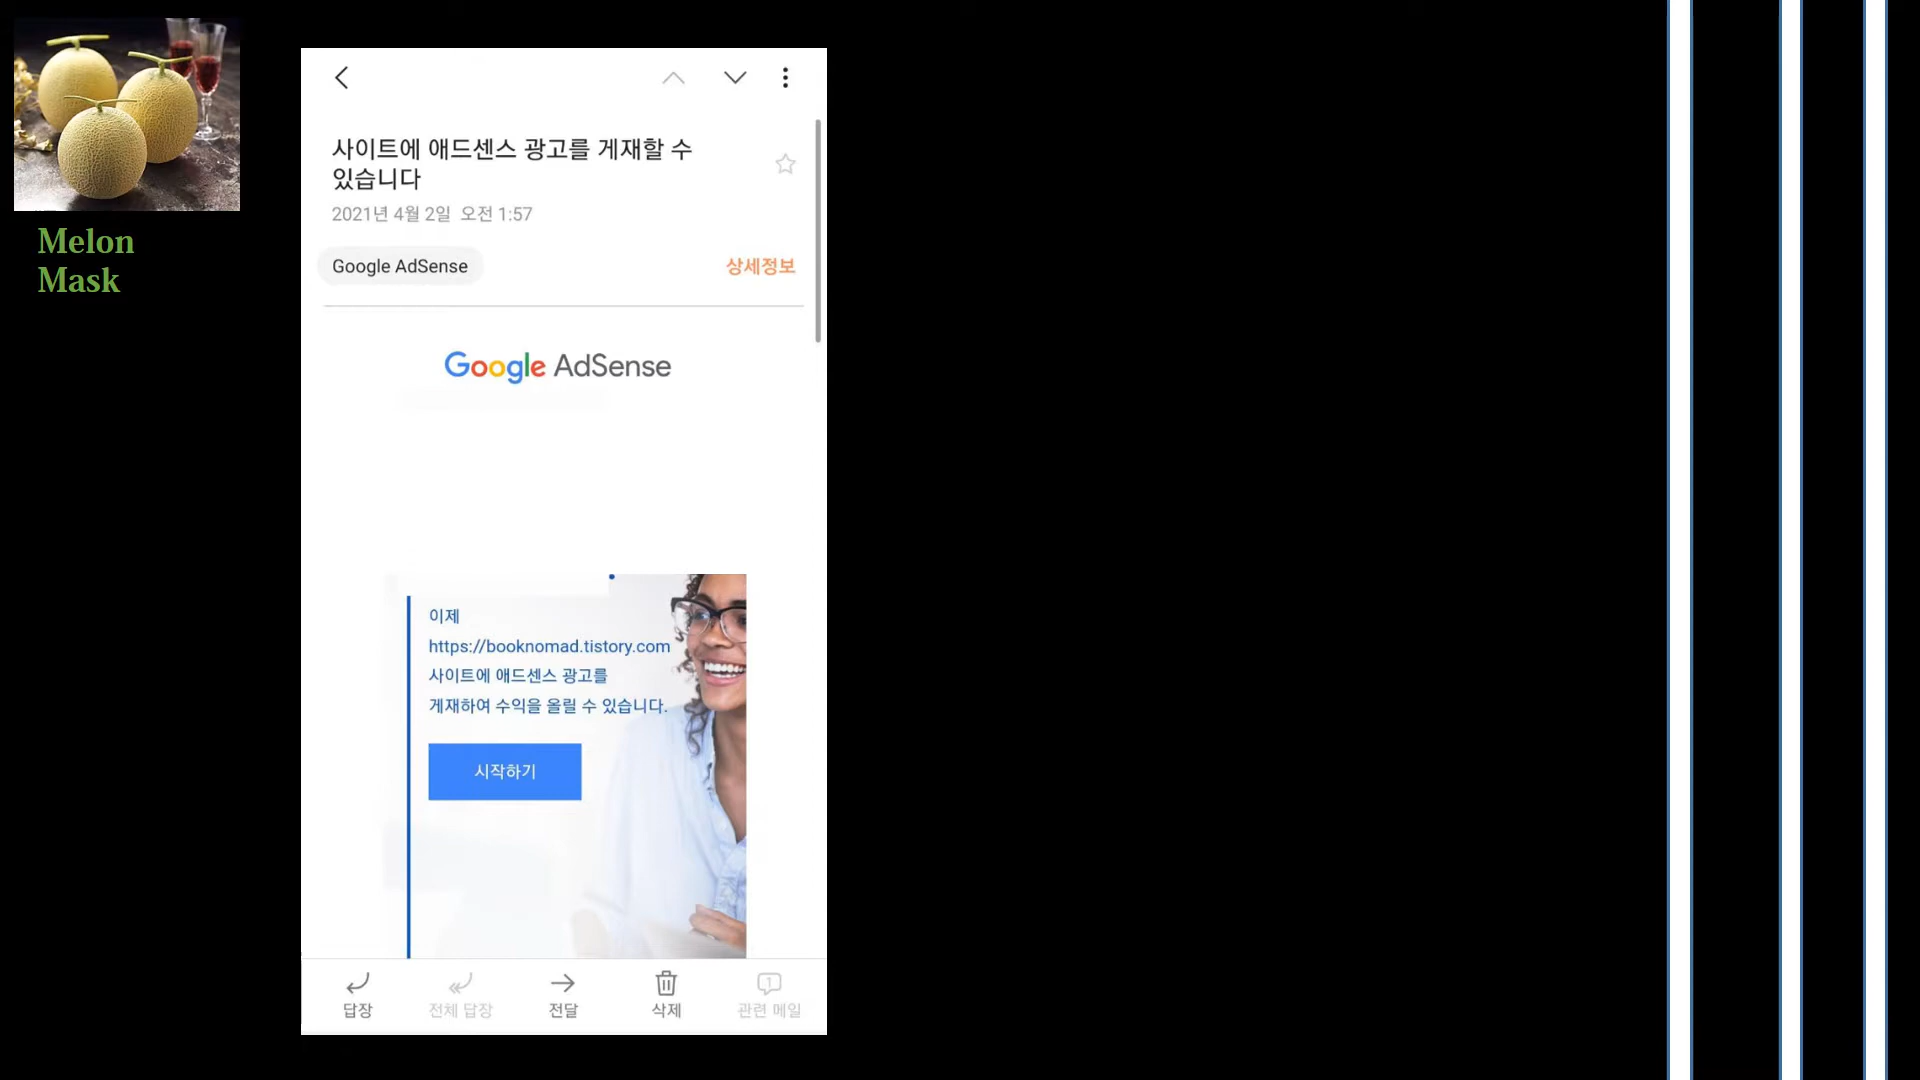 Melon
Mask
사이트에 애드센스 광고를 게재할 수
있습니다
2021년 4월 2일 오전 1:57
Google AdSense
상세정보
Google AdSense
이제
https://booknomad.tistory.com
사이트에 애드센스 광고를
게재하여 수익을 올릴 수 있습니다.
시작하기
1
답장
전체 답장
전달
삭제
관련 메일